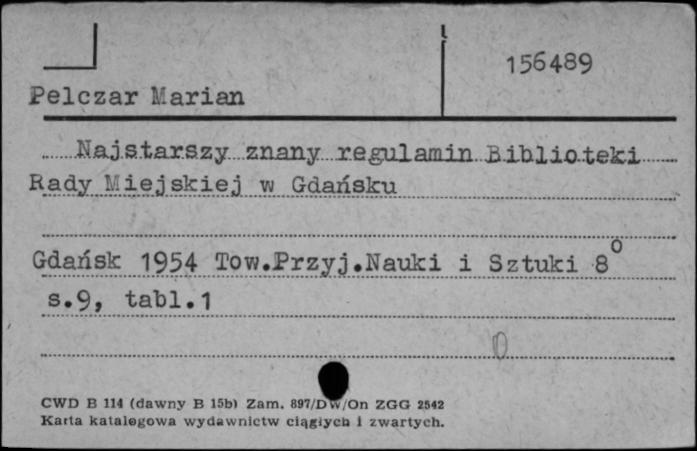 156489
Pelczar Marian
Najstarszy znany regulamin Biblioteki
Rady Miejskiej w Gdańsku
Gdańsk 1954 Tow.Przyj.Nauki i Sztuki 8°
s.9, tabl.1
CWD B 114 (dawny B 15b) Zam. 897/DW/On ZGG 2542
Karta katalogowa wydawnictw ciągłych i zwartych.